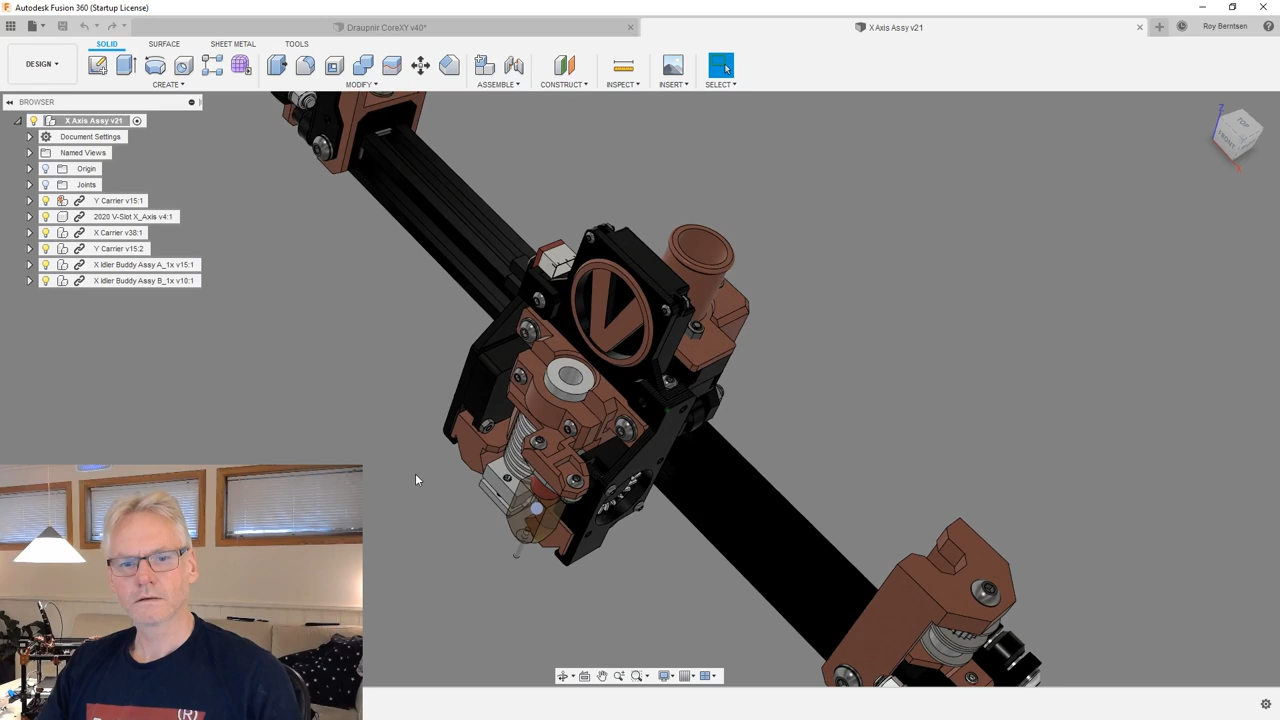 Autodesk Fusion 360 (Startup License)
Draupnir CoreXY v40*
X Axis Assy v21
Roy Berntsen
DESIGN
SOLID SURFACE SHEET METAL TOOLS
CREATE MODIFY ASSEMBLE CONSTRUCT INSPECT INSERT SELECT
BROWSER
X Axis Assy v21
Document Settings
Named Views
Origin
Joints
Y Carrier v15:1
2020 V-Slot X_Axis v4:1
X Carrier v38:1
Y Carrier v15:2
X Idler Buddy Assy A_1x v15:1
X Idler Buddy Assy B_1x v10:1
Z
TOP
FRONT
X
V
(R)